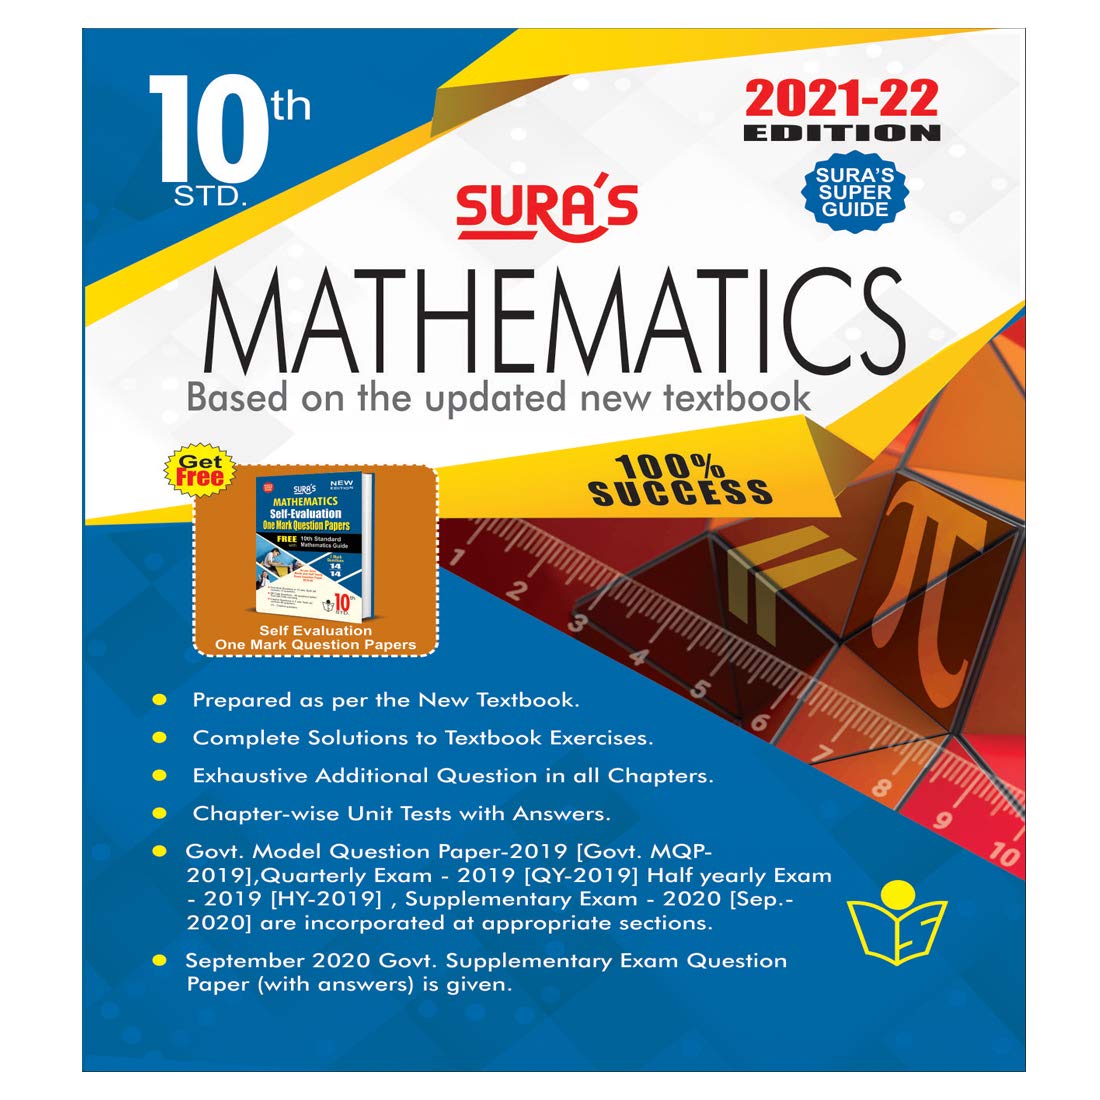 10th
STD.
2021-22
EDITION
SURA'S
SUPER
GUIDE
SURA'S
MATHEMATICS
Based on the updated new textbook
Get
Free
100%
SUCCESS
SURA'S
NEW
EDITION
MATHEMATICS
Self-Evaluation
One Mark Question Papers
FREE with 10th Standard
Mathematics Guide
14
14
10th
STD.
Self Evaluation
One Mark Question Papers
1 2 3 4 5 6 7 8 9 10
π
Prepared as per the New Textbook.
Complete Solutions to Textbook Exercises.
Exhaustive Additional Question in all Chapters.
Chapter-wise Unit Tests with Answers.
Govt. Model Question Paper-2019 [Govt. MQP-
2019],Quarterly Exam - 2019 [QY-2019] Half yearly Exam
- 2019 [HY-2019] , Supplementary Exam - 2020 [Sep.-
2020] are incorporated at appropriate sections.
September 2020 Govt. Supplementary Exam Question
Paper (with answers) is given.